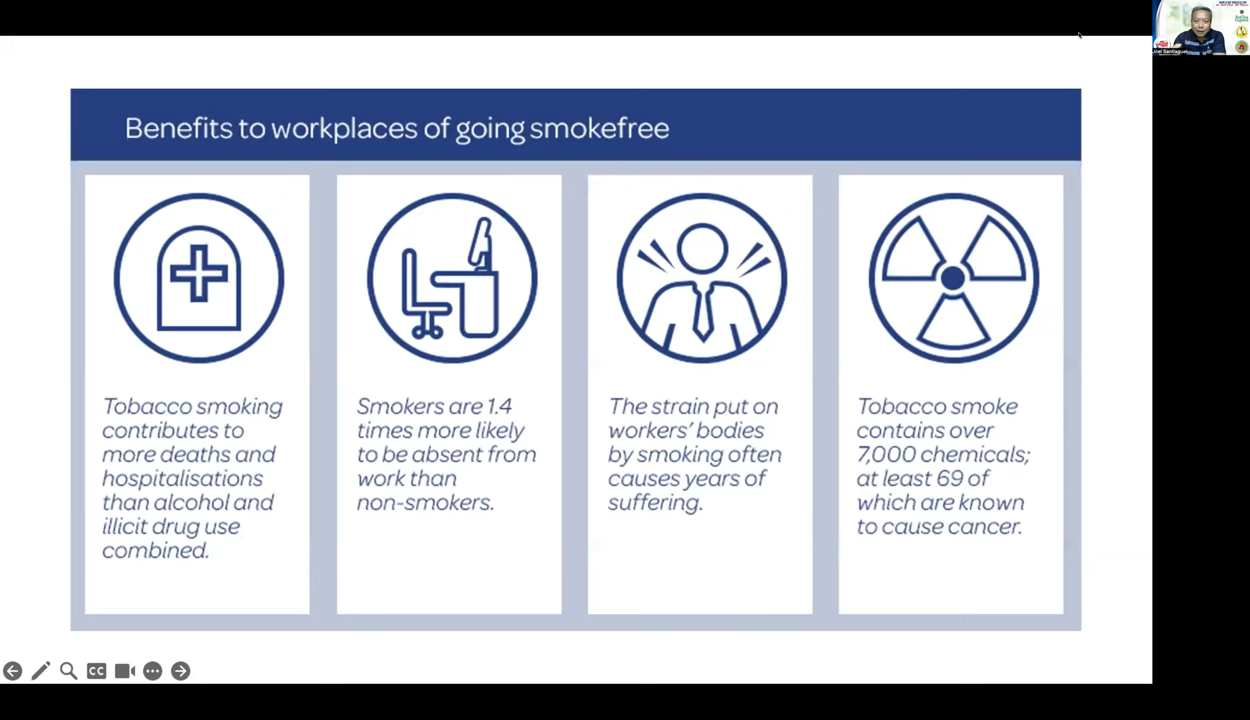 Benefits to workplaces of going smokefree
Tobacco smoking
contributes to
more deaths and
hospitalisations
than alcohol and
illicit drug use
combined.
Smokers are 1.4
times more likely
to be absent from
work than
non-smokers.
The strain put on
workers' bodies
by smoking often
causes years of
suffering.
Tobacco smoke
contains over
7,000 chemicals;
at least 69 of
which are known
to cause cancer.
CC